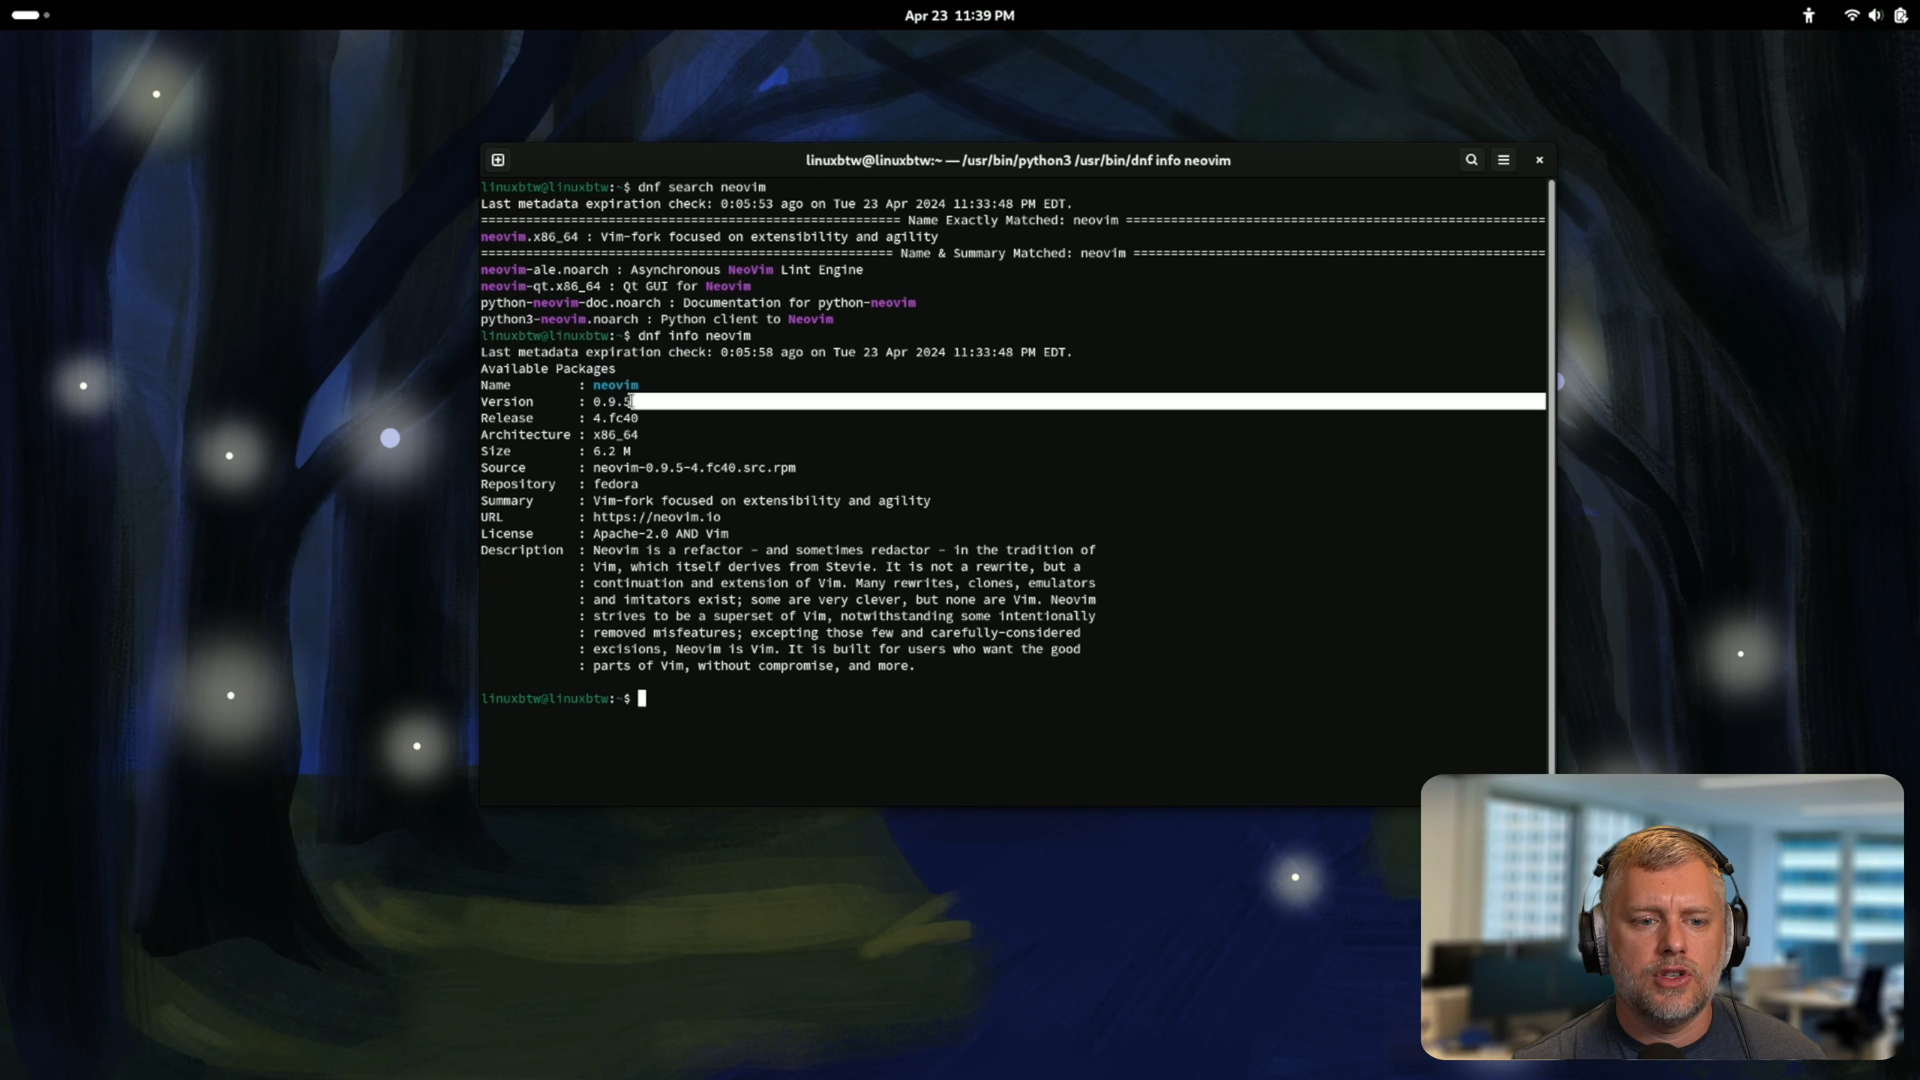 Apr 23 11:39 PM
linuxbtw@linuxbtw:~ — /usr/bin/python3 /usr/bin/dnf info neovim
linuxbtw@linuxbtw:~$ dnf search neovim
Last metadata expiration check: 0:05:53 ago on Tue 23 Apr 2024 11:33:48 PM EDT.
======================================================= Name Exactly Matched: neovim ========================================================
neovim.x86_64 : Vim-fork focused on extensibility and agility
====================================================== Name & Summary Matched: neovim =======================================================
neovim-ale.noarch : Asynchronous NeoVim Lint Engine
neovim-qt.x86_64 : Qt GUI for Neovim
python-neovim-doc.noarch : Documentation for python-neovim
python3-neovim.noarch : Python client to Neovim
linuxbtw@linuxbtw:~$ dnf info neovim
Last metadata expiration check: 0:05:58 ago on Tue 23 Apr 2024 11:33:48 PM EDT.
Available Packages
Name         : neovim
Version      : 0.9.5
Release      : 4.fc40
Architecture : x86_64
Size         : 6.2 M
Source       : neovim-0.9.5-4.fc40.src.rpm
Repository   : fedora
Summary      : Vim-fork focused on extensibility and agility
URL          : https://neovim.io
License      : Apache-2.0 AND Vim
Description  : Neovim is a refactor - and sometimes redactor - in the tradition of
             : Vim, which itself derives from Stevie. It is not a rewrite, but a
             : continuation and extension of Vim. Many rewrites, clones, emulators
             : and imitators exist; some are very clever, but none are Vim. Neovim
             : strives to be a superset of Vim, notwithstanding some intentionally
             : removed misfeatures; excepting those few and carefully-considered
             : excisions, Neovim is Vim. It is built for users who want the good
             : parts of Vim, without compromise, and more.
linuxbtw@linuxbtw:~$